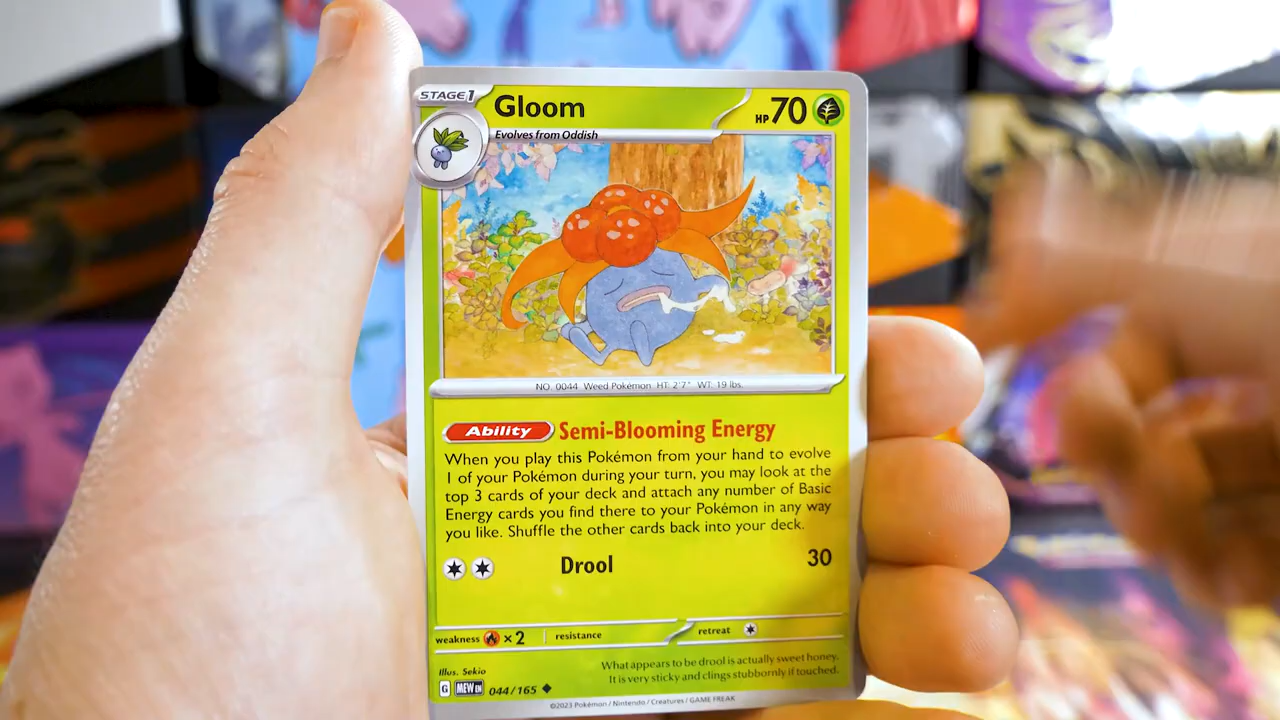 STAGE1
Gloom
HP 70
Evolves from Oddish
NO. 0044 Weed Pokémon HT: 2'7" WT: 19 lbs.
Ability Semi-Blooming Energy
When you play this Pokémon from your hand to evolve
1 of your Pokémon during your turn, you may look at the
top 3 cards of your deck and attach any number of Basic
Energy cards you find there to your Pokémon in any way
you like. Shuffle the other cards back into your deck.
Drool 30
weakness ×2 resistance retreat
Illus. Sekio
What appears to be drool is actually sweet honey.
It is very sticky and clings stubbornly if touched.
G MEW EN 044/165
©2023 Pokémon / Nintendo / Creatures / GAME FREAK